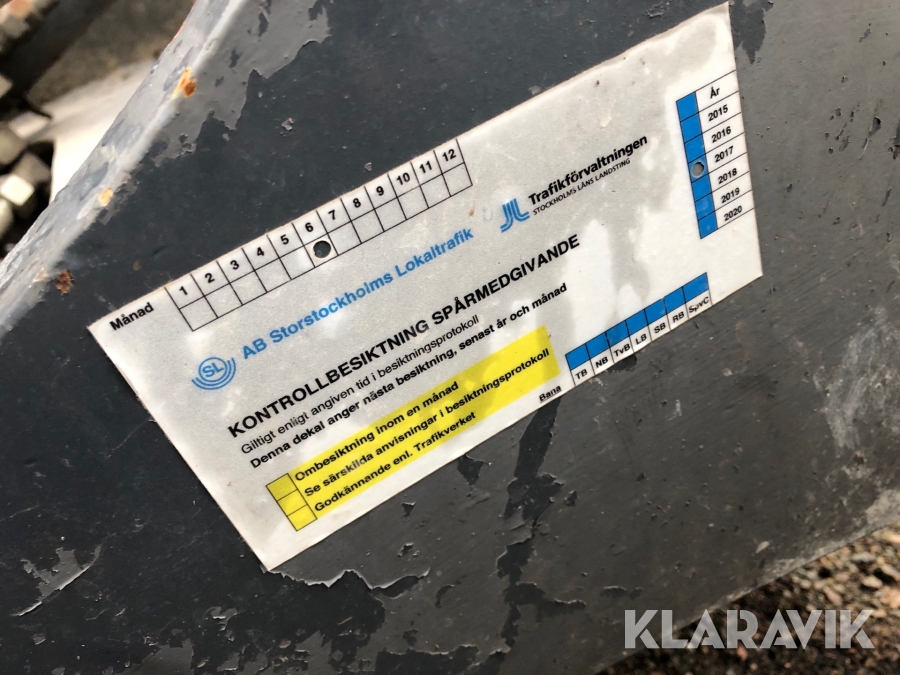 Månad 1 2 3 4 5 6 7 8 9 10 11 12
År
2015
2016
2017
2018
2019
2020
SL AB Storstockholms Lokaltrafik
Trafikförvaltningen
STOCKHOLMS LÄNS LANDSTING
KONTROLLBESIKTNING SPÅRMEDGIVANDE
Giltigt enligt angiven tid i besiktningsprotokoll
Denna dekal anger nästa besiktning, senast år och månad
Ombesiktning inom en månad
Se särskilda anvisningar i besiktningsprotokoll
Godkännande enl. Trafikverket
Bana TB NB TvB LB SB RB SpvC
KLARAVIK